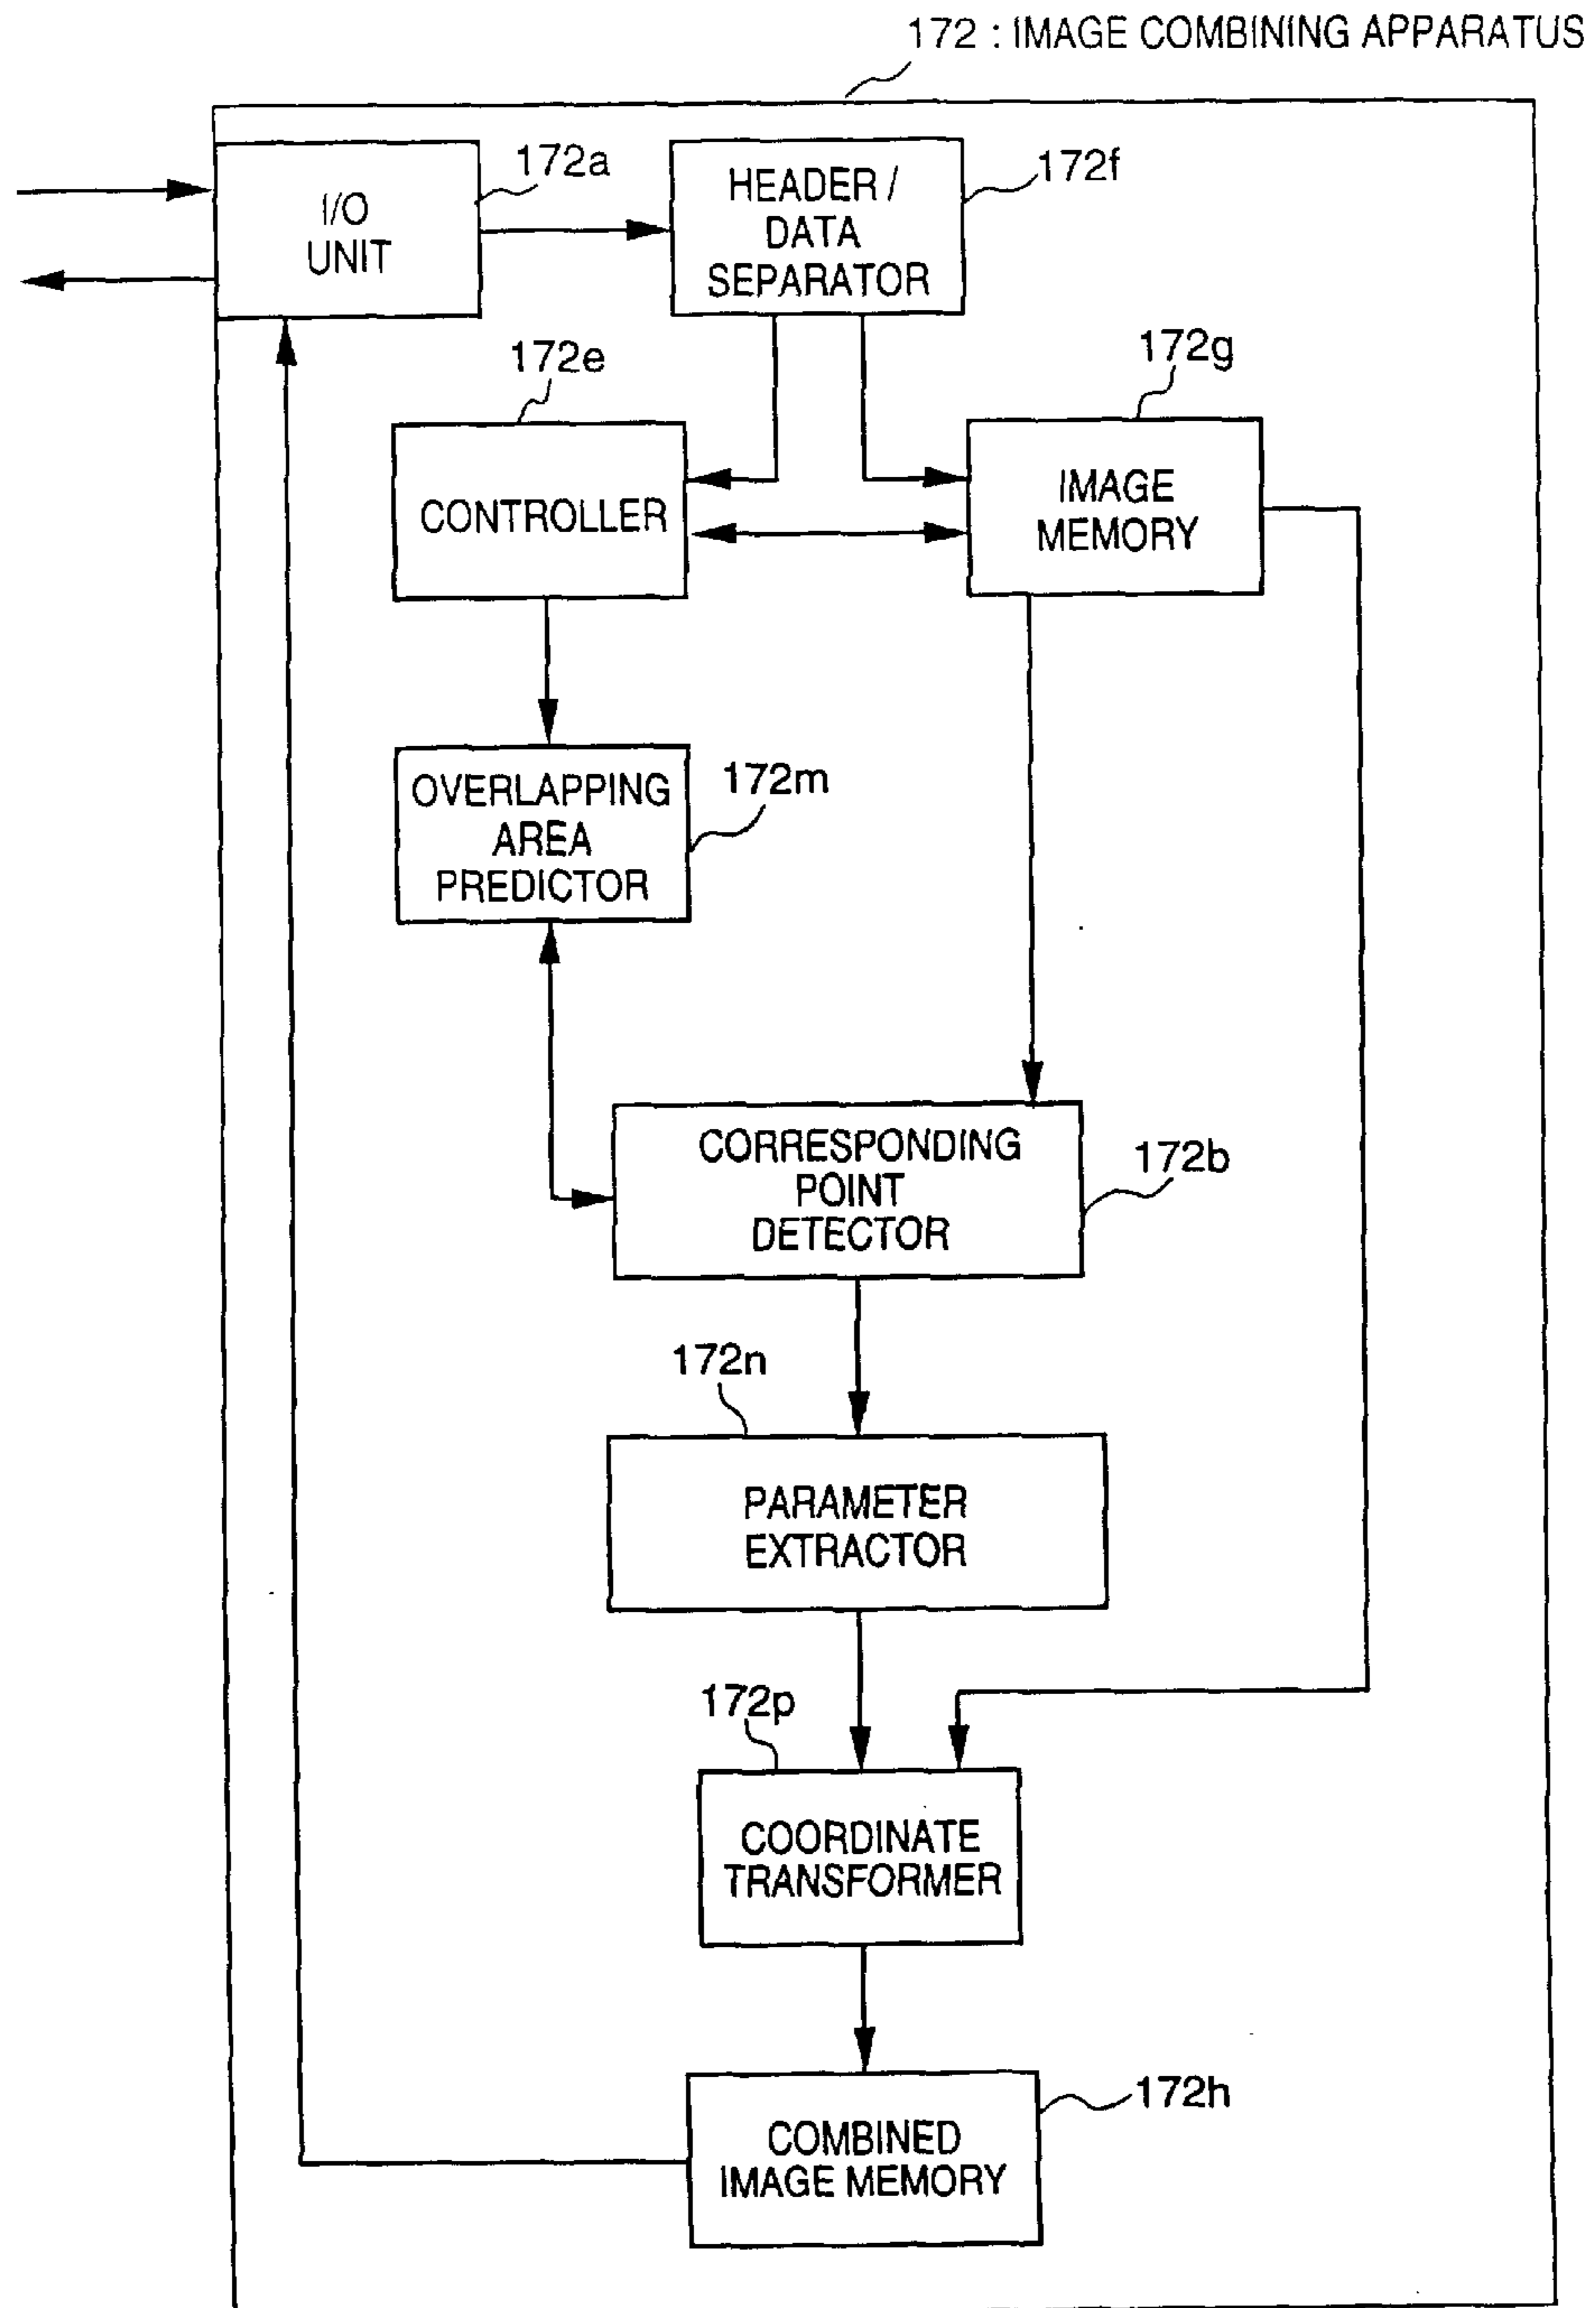 172 : IMAGE COMBINING APPARATUS
172a
I/O
UNIT
172f
HEADER /
DATA
SEPARATOR
172e
CONTROLLER
172g
IMAGE
MEMORY
172m
OVERLAPPING
AREA
PREDICTOR
172b
CORRESPONDING
POINT
DETECTOR
172n
PARAMETER
EXTRACTOR
172p
COORDINATE
TRANSFORMER
172h
COMBINED
IMAGE MEMORY